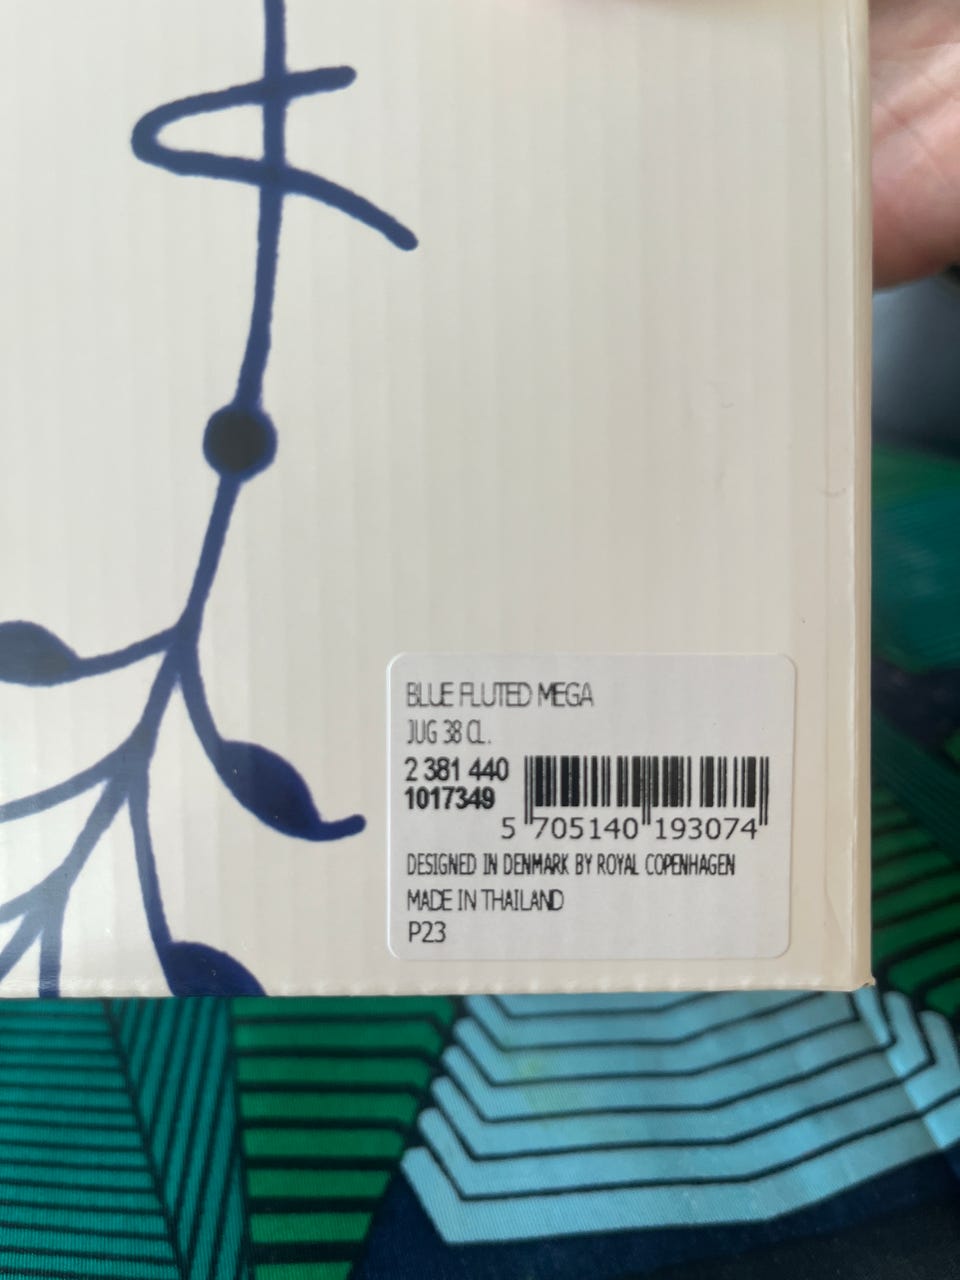 BLUE FLUTED MEGA
JUG 38 CL.
2 381 440
1017349
5 705140 193074
DESIGNED IN DENMARK BY ROYAL COPENHAGEN
MADE IN THAILAND
P23